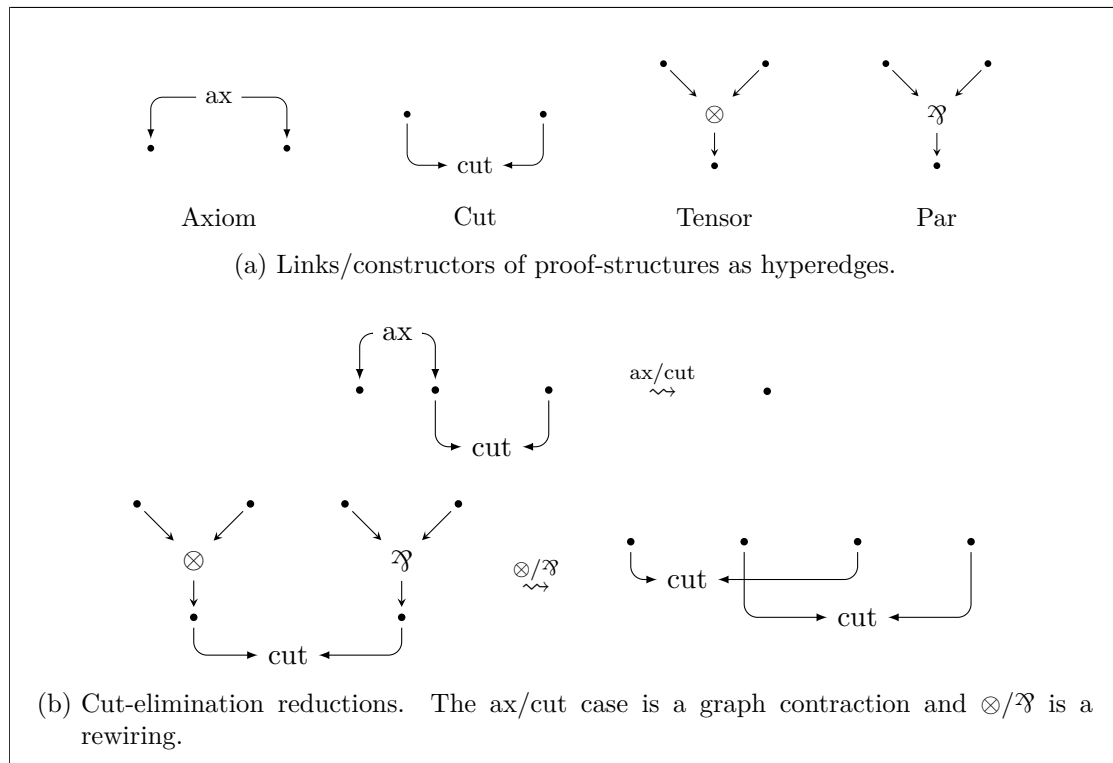 ax
cut
⊗
⅋
Axiom
Cut
Tensor
Par
(a) Links/constructors of proof-structures as hyperedges.
ax
cut
ax/cut
⊗
⅋
cut
⊗/⅋
cut
cut
(b) Cut-elimination reductions. The ax/cut case is a graph contraction and ⊗/⅋ is a
rewiring.